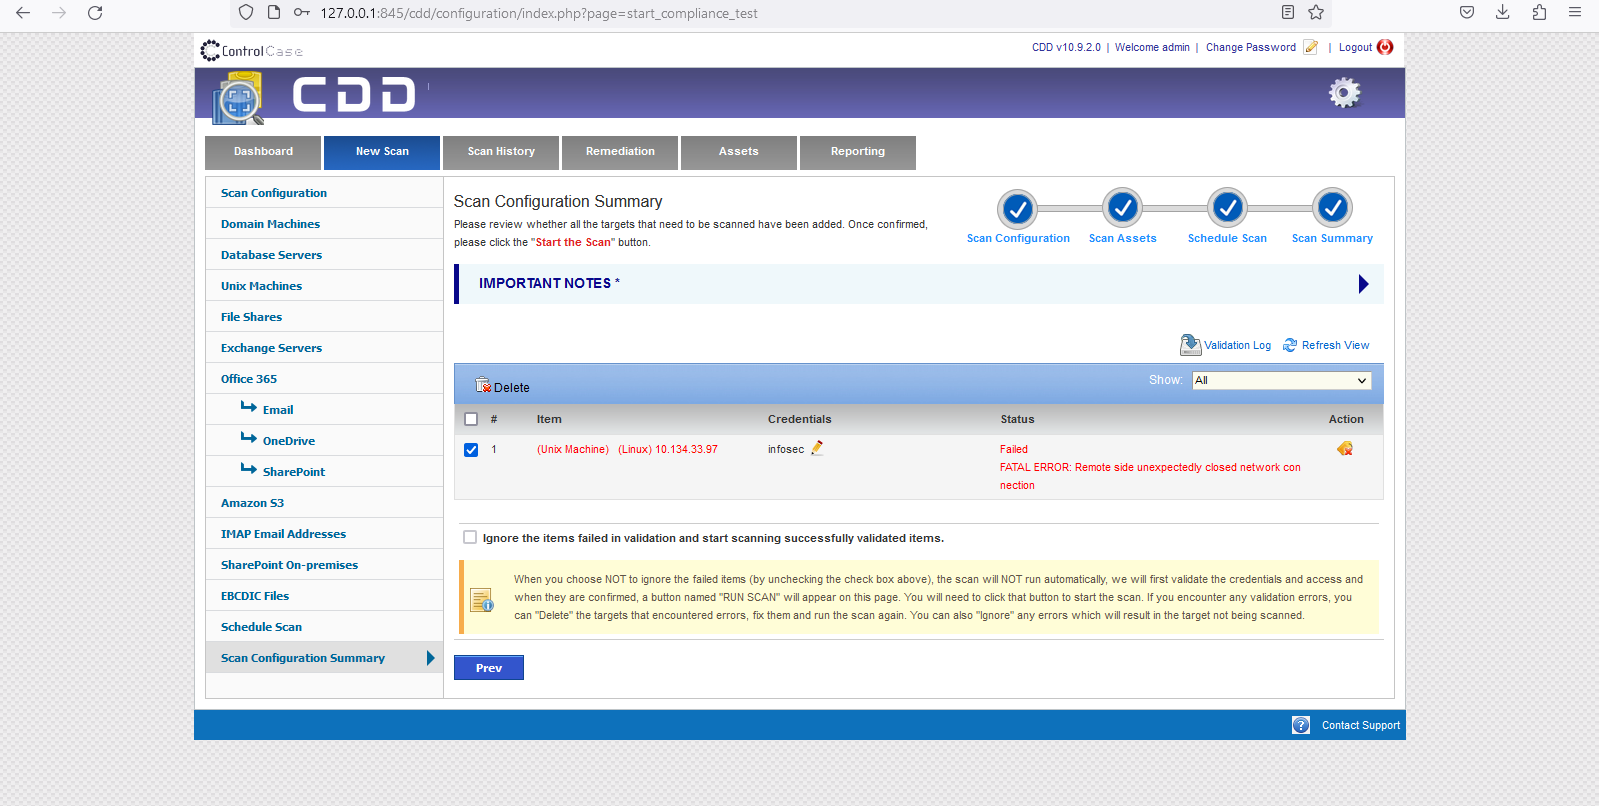 127.0.0.1:845/cdd/configuration/index.php?page=start_compliance_test
ControlCase
CDD v10.9.2.0 | Welcome admin | Change Password | Logout
CDD
Dashboard
New Scan
Scan History
Remediation
Assets
Reporting
Scan Configuration
Domain Machines
Database Servers
Unix Machines
File Shares
Exchange Servers
Office 365
Email
OneDrive
SharePoint
Amazon S3
IMAP Email Addresses
SharePoint On-premises
EBCDIC Files
Schedule Scan
Scan Configuration Summary
Scan Configuration Summary
Please review whether all the targets that need to be scanned have been added. Once confirmed,
please click the "Start the Scan" button.
Scan Configuration
Scan Assets
Schedule Scan
Scan Summary
IMPORTANT NOTES *
Validation Log
Refresh View
Delete
Show:
All
# Item Credentials Status Action
1 (Unix Machine) (Linux) 10.134.33.97 infosec Failed
FATAL ERROR: Remote side unexpectedly closed network con
nection
Ignore the items failed in validation and start scanning successfully validated items.
When you choose NOT to ignore the failed items (by unchecking the check box above), the scan will NOT run automatically, we will first validate the credentials and access and
when they are confirmed, a button named "RUN SCAN" will appear on this page. You will need to click that button to start the scan. If you encounter any validation errors, you
can "Delete" the targets that encountered errors, fix them and run the scan again. You can also "Ignore" any errors which will result in the target not being scanned.
Prev
Contact Support